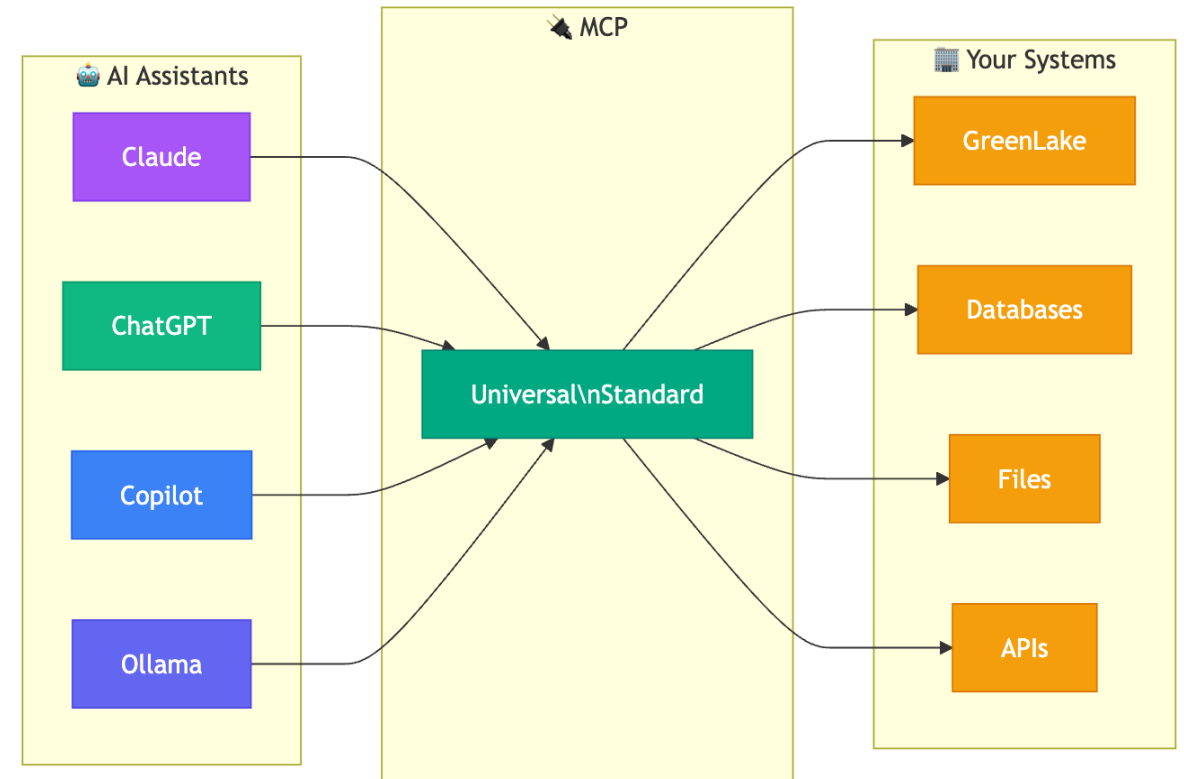 🤖 AI Assistants
Claude
ChatGPT
Copilot
Ollama
🔌 MCP
Universal\nStandard
🏢 Your Systems
GreenLake
Databases
Files
APIs